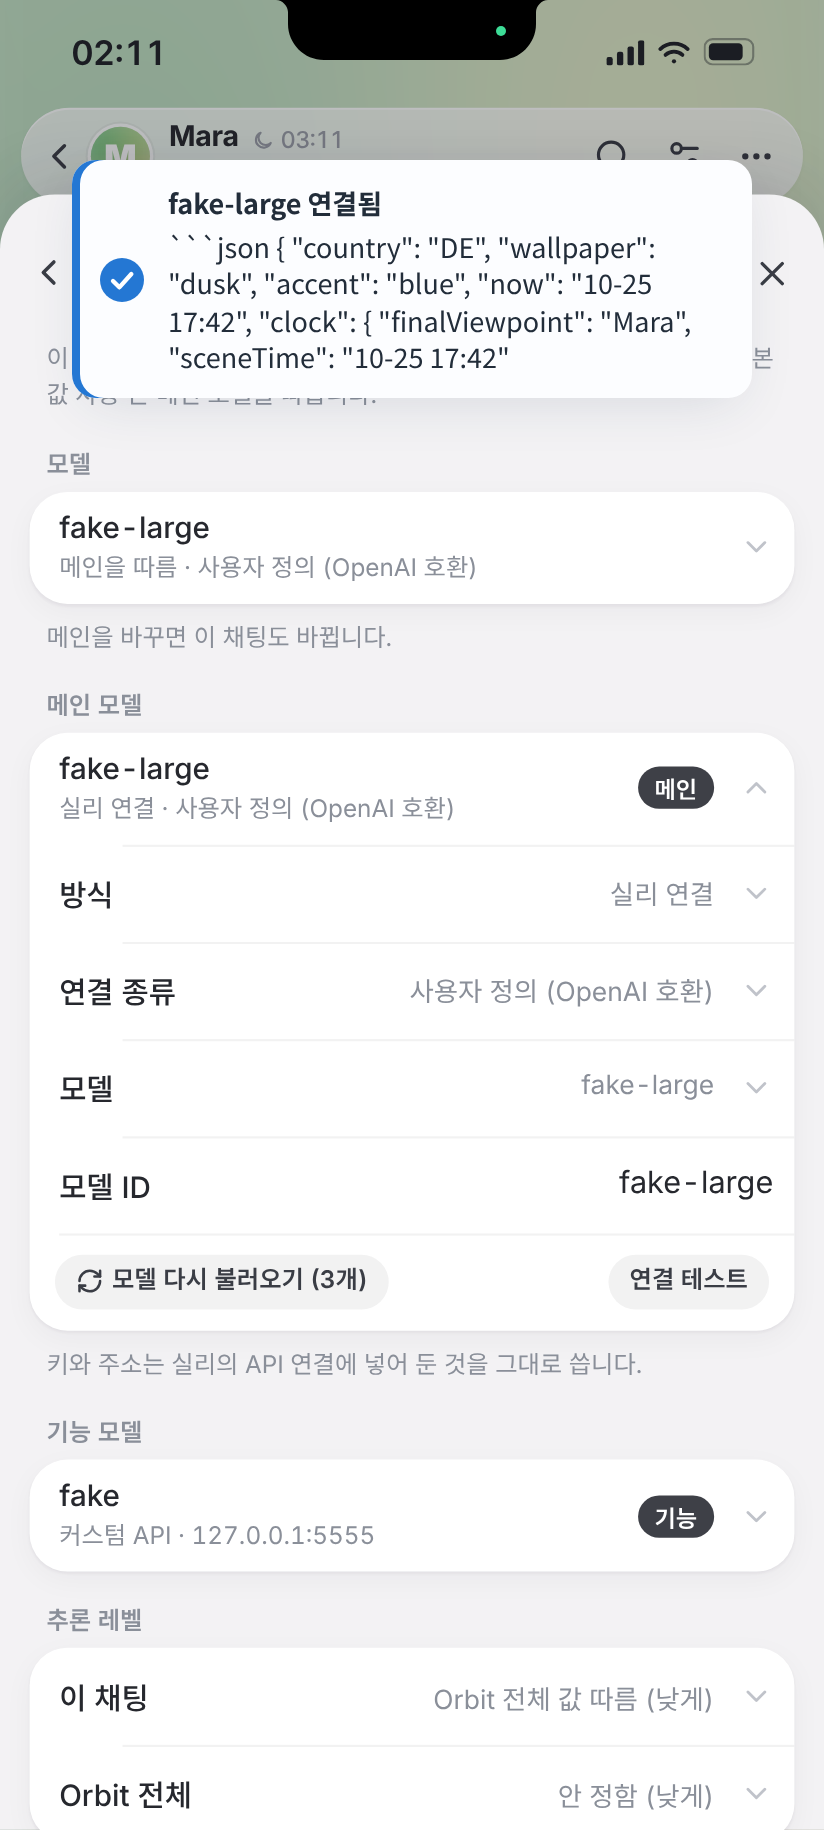 02:11
Mara 03:11
M
fake-large 연결됨
```json { "country": "DE", "wallpaper":
"dusk", "accent": "blue", "now": "10-25
17:42", "clock": { "finalViewpoint": "Mara",
"sceneTime": "10-25 17:42"
이 본
값
모델
fake-large
메인을 따름 · 사용자 정의 (OpenAI 호환)
메인을 바꾸면 이 채팅도 바뀝니다.
메인 모델
fake-large
메인
실리 연결 · 사용자 정의 (OpenAI 호환)
방식 실리 연결
연결 종류 사용자 정의 (OpenAI 호환)
모델 fake-large
모델 ID fake-large
모델 다시 불러오기 (3개) 연결 테스트
키와 주소는 실리의 API 연결에 넣어 둔 것을 그대로 씁니다.
기능 모델
fake
기능
커스텀 API · 127.0.0.1:5555
추론 레벨
이 채팅 Orbit 전체 값 따름 (낮게)
Orbit 전체 안 정함 (낮게)